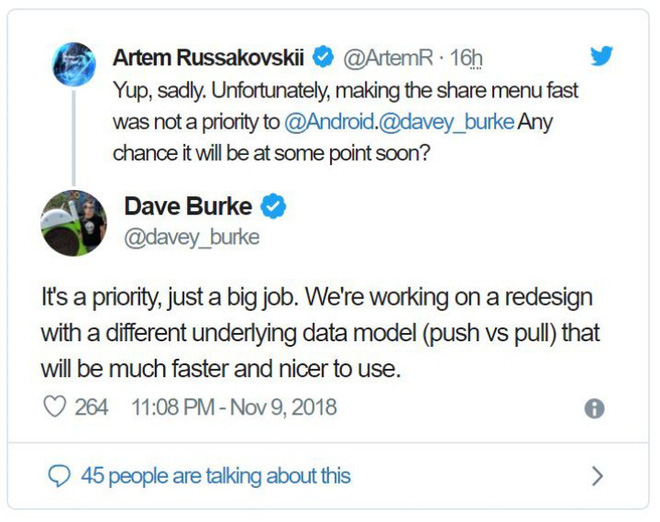 Artem Russakovskii @ArtemR · 16h
Yup, sadly. Unfortunately, making the share menu fast
was not a priority to @Android.@davey_burke Any
chance it will be at some point soon?
Dave Burke
@davey_burke
It's a priority, just a big job. We're working on a redesign
with a different underlying data model (push vs pull) that
will be much faster and nicer to use.
264 11:08 PM - Nov 9, 2018
45 people are talking about this